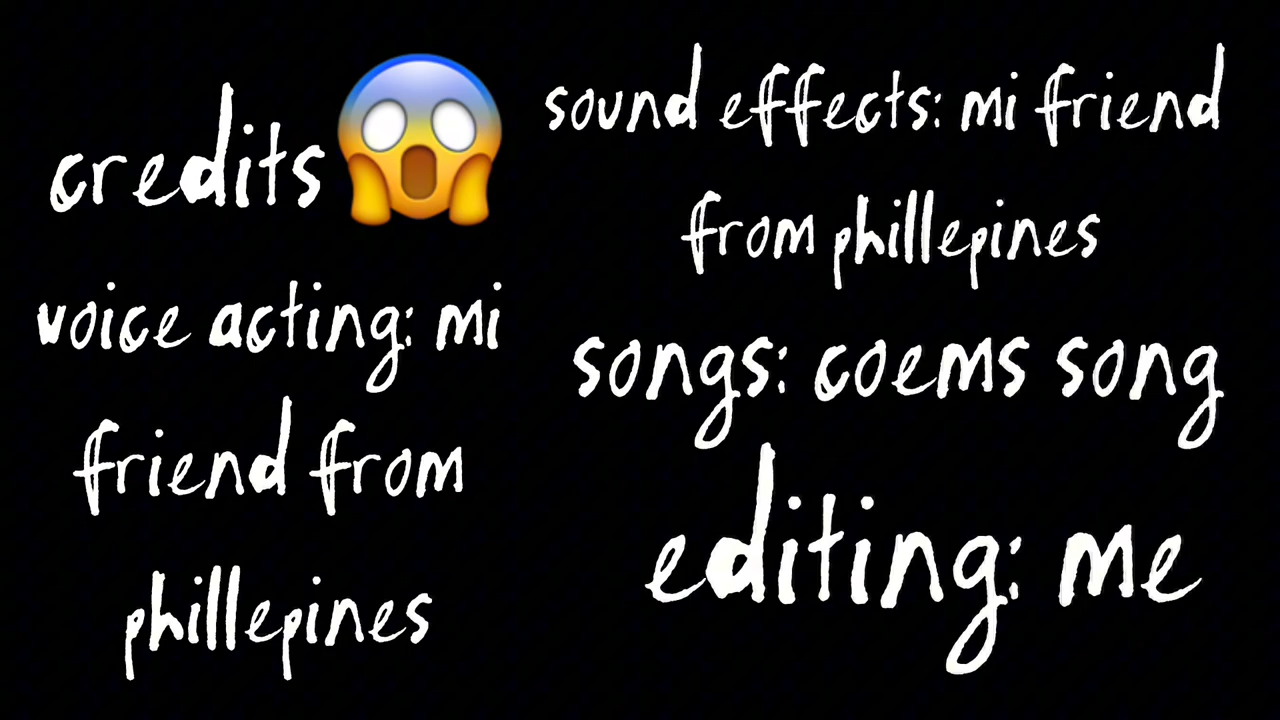 credits😱
voice acting: mi
friend from
phillepines
sound effects: mi friend
from phillepines
songs: coems song
editing: me